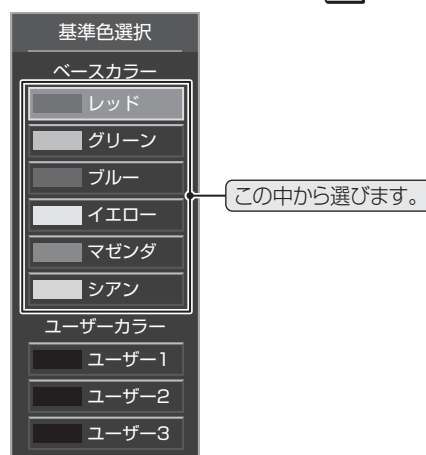 基準色選択
ベースカラー
レッド
グリーン
ブルー
イエロー
マゼンダ
シアン
この中から選びます。
ユーザーカラー
ユーザー1
ユーザー2
ユーザー3